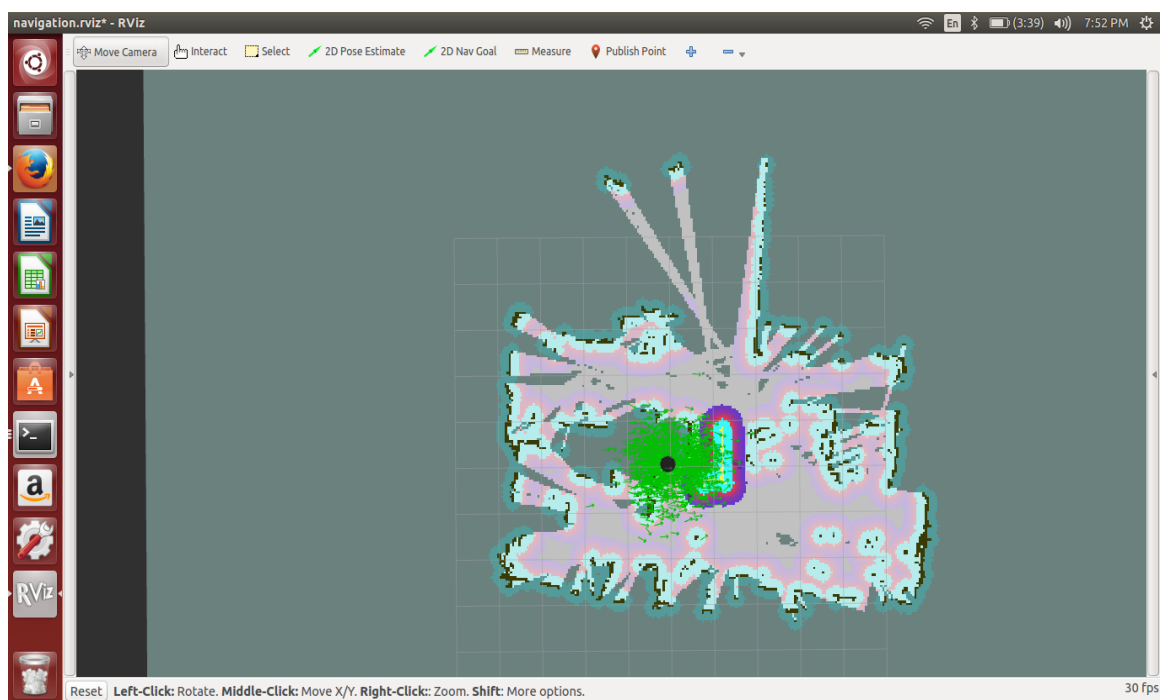 navigation.rviz* - RViz
En (3:39) 7:52 PM
Move Camera Interact Select 2D Pose Estimate 2D Nav Goal Measure Publish Point
A
>_
a
RViz
Reset Left-Click: Rotate. Middle-Click: Move X/Y. Right-Click:: Zoom. Shift: More options. 30 fps